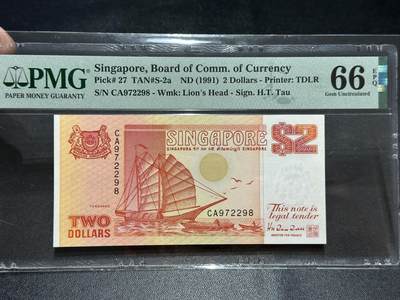 PMG
PAPER MONEY GUARANTY
Singapore, Board of Comm. of Currency
Pick# 27 TAN#S-2a ND (1991) 2 Dollars - Printer: TDLR
S/N CA972298 - Wmk: Lion's Head - Sign. H.T. Tau
66 EPQ
Gem Uncirculated
CA972298
SINGAPORE
$2
CA972298
TWO
DOLLARS
This note is
legal tender